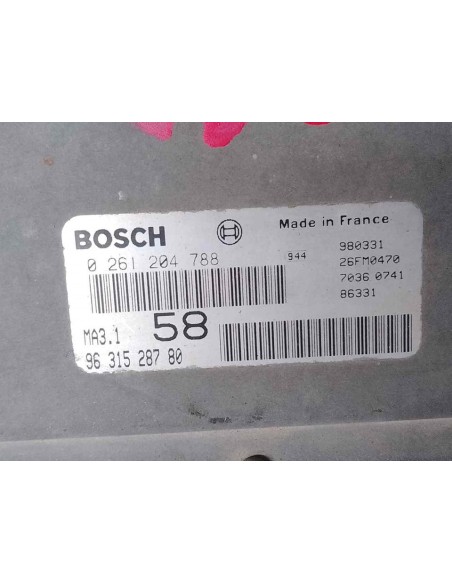 BOSCH
Made in France
0 261 204 788
944
980331
26FM0470
7036 0741
86331
MA3.1
58
96 315 287 80